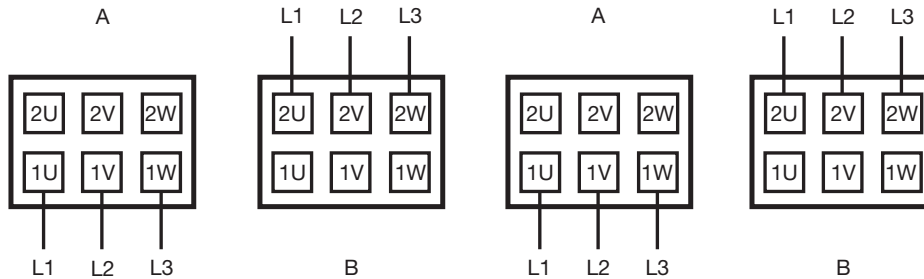 A L1 L2 L3 A L1 L2 L3
2U 2V 2W 2U 2V 2W 2U 2V 2W 2U 2V 2W
1U 1V 1W 1U 1V 1W 1U 1V 1W 1U 1V 1W
L1 L2 L3 B L1 L2 L3 B